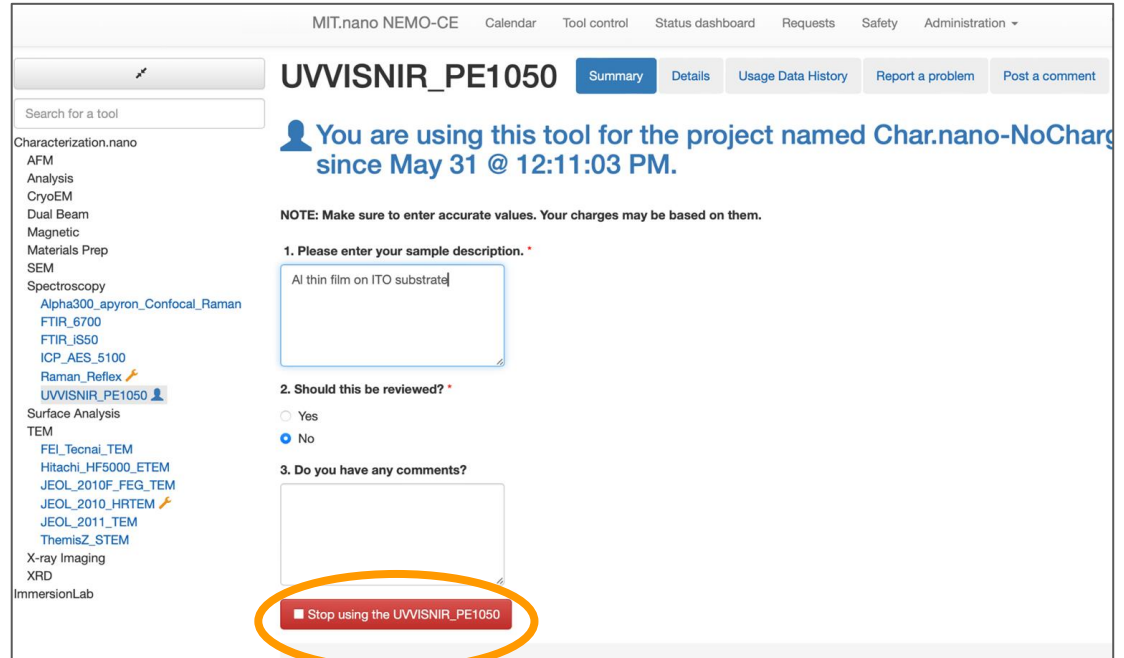 MIT.nano NEMO-CE Calendar Tool control Status dashboard Requests Safety Administration
Search for a tool
Characterization.nano
AFM
Analysis
CryoEM
Dual Beam
Magnetic
Materials Prep
SEM
Spectroscopy
Alpha300_apyron_Confocal_Raman
FTIR_6700
FTIR_iS50
ICP_AES_5100
Raman_Reflex
UVVISNIR_PE1050
Surface Analysis
TEM
FEI_Tecnai_TEM
Hitachi_HF5000_ETEM
JEOL_2010F_FEG_TEM
JEOL_2010_HRTEM
JEOL_2011_TEM
ThemisZ_STEM
X-ray Imaging
XRD
ImmersionLab
UVVISNIR_PE1050 Summary Details Usage Data History Report a problem Post a comment
You are using this tool for the project named Char.nano-NoCharg
since May 31 @ 12:11:03 PM.
NOTE: Make sure to enter accurate values. Your charges may be based on them.
1. Please enter your sample description. *
Al thin film on ITO substrate
2. Should this be reviewed? *
Yes
No
3. Do you have any comments?
Stop using the UVVISNIR_PE1050